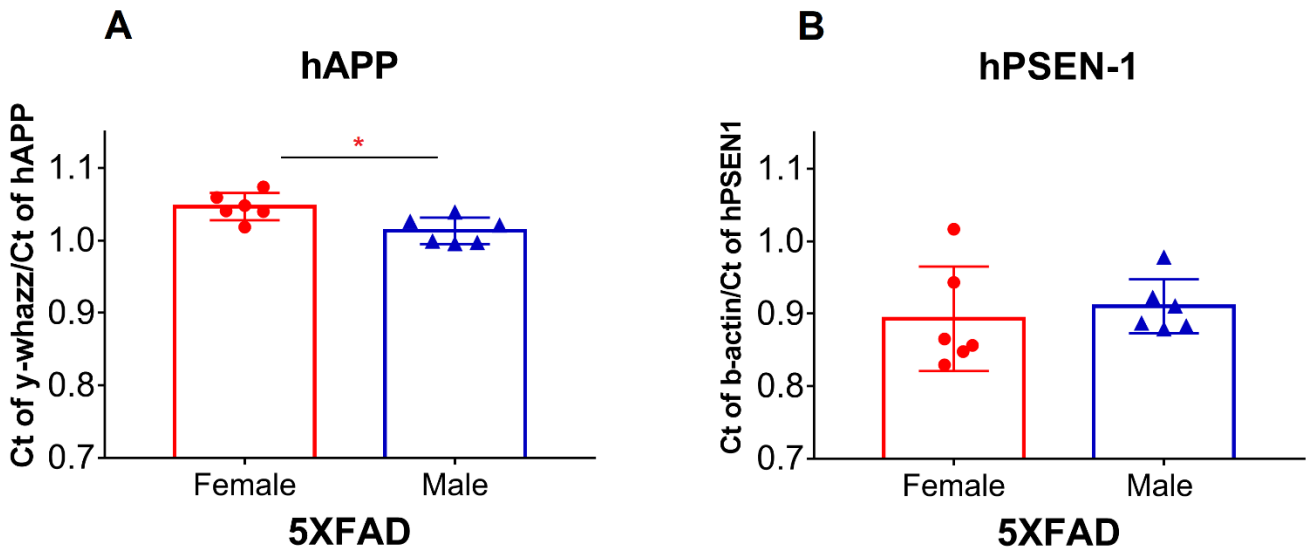 A
hAPP
Ct of y-whazz/Ct of hAPP
1.1
1.0
0.9
0.8
0.7
*
Female
Male
5XFAD
B
hPSEN-1
Ct of b-actin/Ct of hPSEN1
1.1
1.0
0.9
0.8
0.7
Female
Male
5XFAD